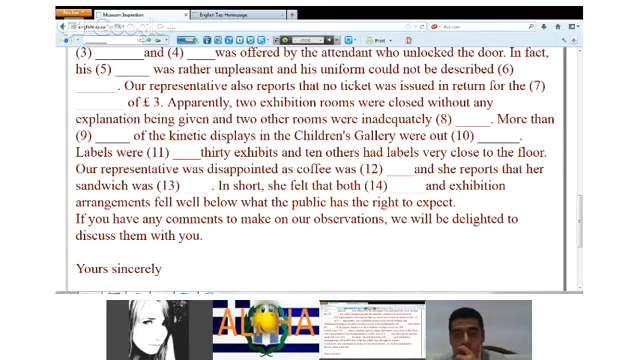 Museum Inspection
English Tap Homepage
Ask.com
Print
(3) _______and (4) ____was offered by the attendant who unlocked the door. In fact,
his (5) _____ was rather unpleasant and his uniform could not be described (6)
______. Our representative also reports that no ticket was issued in return for the (7)
_______ of £ 3. Apparently, two exhibition rooms were closed without any
explanation being given and two other rooms were inadequately (8) _____. More than
(9) _____ of the kinetic displays in the Children's Gallery were out (10) ______.
Labels were (11) ____thirty exhibits and ten others had labels very close to the floor.
Our representative was disappointed as coffee was (12) ____and she reports that her
sandwich was (13) ____. In short, she felt that both (14) _____ and exhibition
arrangements fell well below what the public has the right to expect.
If you have any comments to make on our observations, we will be delighted to
discuss them with you.
Yours sincerely